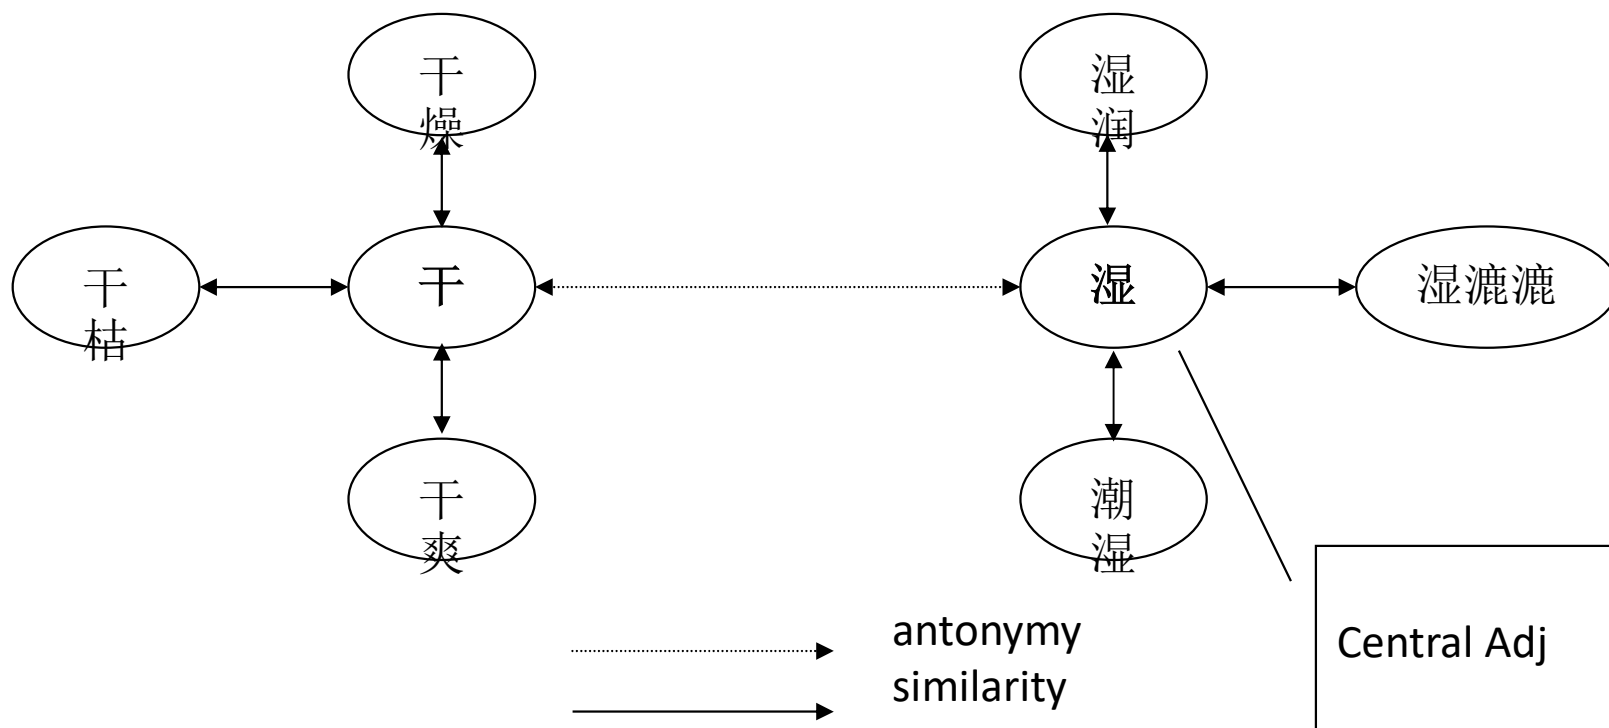 干
燥
湿
润
干
枯
干
湿
湿漉漉
干
爽
潮
湿
antonymy
similarity
Central Adj